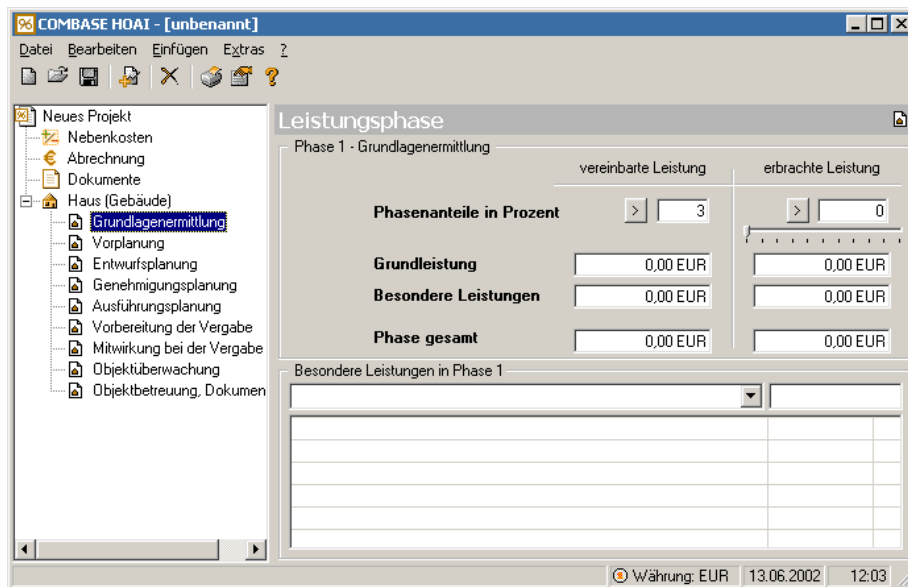 COMBASE HOAI - [unbenannt]
Datei Bearbeiten Einfügen Extras ?
Neues Projekt
Nebenkosten
Abrechnung
Dokumente
Haus (Gebäude)
Grundlagenermittlung
Vorplanung
Entwurfsplanung
Genehmigungsplanung
Ausführungsplanung
Vorbereitung der Vergabe
Mitwirkung bei der Vergabe
Objektüberwachung
Objektbetreuung, Dokumen
Leistungsphase
Phase 1 - Grundlagenermittlung
vereinbarte Leistung erbrachte Leistung
Phasenanteile in Prozent > 3 > 0
Grundleistung 0,00 EUR 0,00 EUR
Besondere Leistungen 0,00 EUR 0,00 EUR
Phase gesamt 0,00 EUR 0,00 EUR
Besondere Leistungen in Phase 1
Währung: EUR 13.06.2002 12:03